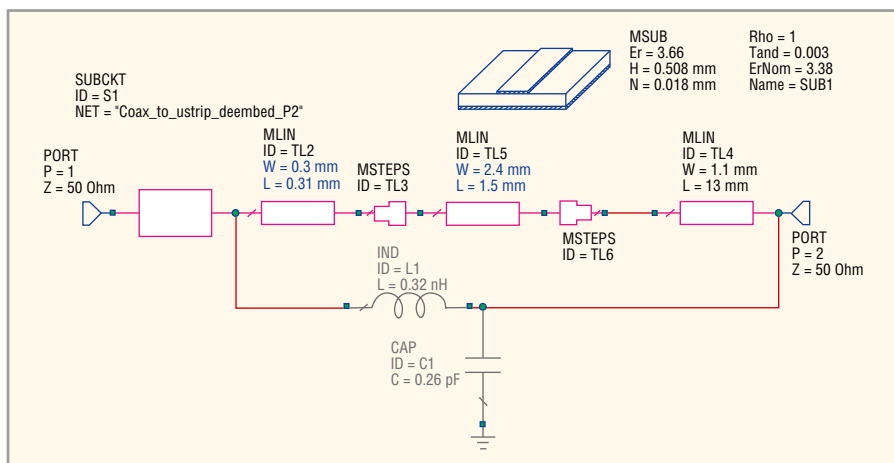 SUBCKT
ID = S1
NET = "Coax_to_ustrip_deembed_P2"
MSUB
Er = 3.66
H = 0.508 mm
N = 0.018 mm
Rho = 1
Tand = 0.003
ErNom = 3.38
Name = SUB1
PORT
P = 1
Z = 50 Ohm
MLIN
ID = TL2
W = 0.3 mm
L = 0.31 mm
MSTEPS
ID = TL3
MLIN
ID = TL5
W = 2.4 mm
L = 1.5 mm
MSTEPS
ID = TL6
MLIN
ID = TL4
W = 1.1 mm
L = 13 mm
PORT
P = 2
Z = 50 Ohm
IND
ID = L1
L = 0.32 nH
CAP
ID = C1
C = 0.26 pF